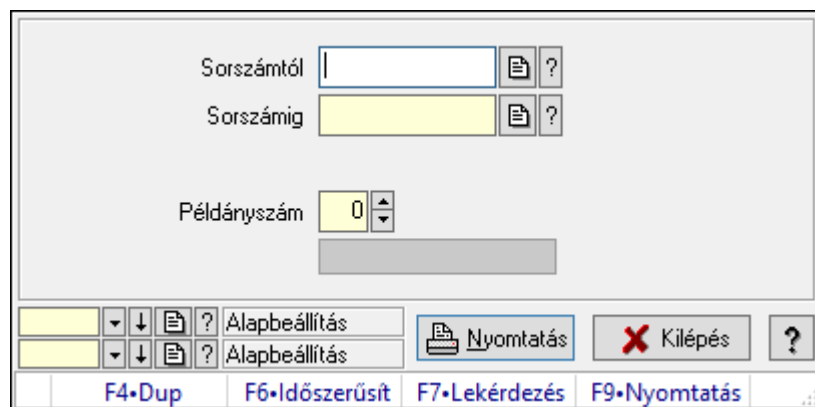 Sorszámtól ?
Sorszámig ?
Példányszám 0
? Alapbeállítás
? Alapbeállítás
Nyomtatás
Kilépés
?
F4•Dup F6•Időszerűsít F7•Lekérdezés F9•Nyomtatás